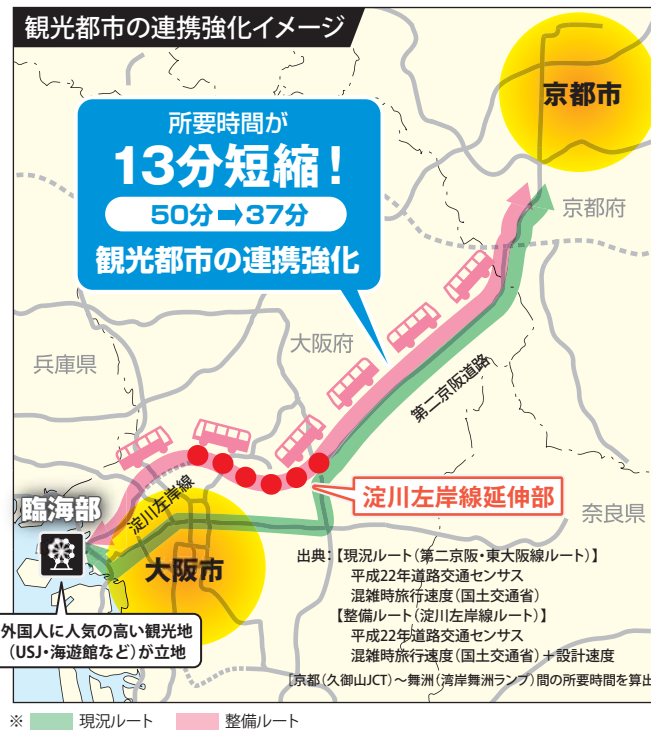 観光都市の連携強化イメージ
京都市
所要時間が
13分短縮！
50分➡37分
観光都市の連携強化
京都府
大阪府
兵庫県
第二京阪道路
淀川左岸線
淀川左岸線延伸部
臨海部
奈良県
大阪市
外国人に人気の高い観光地
（USJ・海遊館など）が立地
出典：【現況ルート（第二京阪・東大阪線ルート）】
平成22年道路交通センサス
混雑時旅行速度（国土交通省）
【整備ルート（淀川左岸線ルート）】
平成22年道路交通センサス
混雑時旅行速度（国土交通省）＋設計速度
［京都（久御山JCT）～舞洲（湾岸舞洲ランプ）間の所要時間を算出
※ 現況ルート 整備ルート